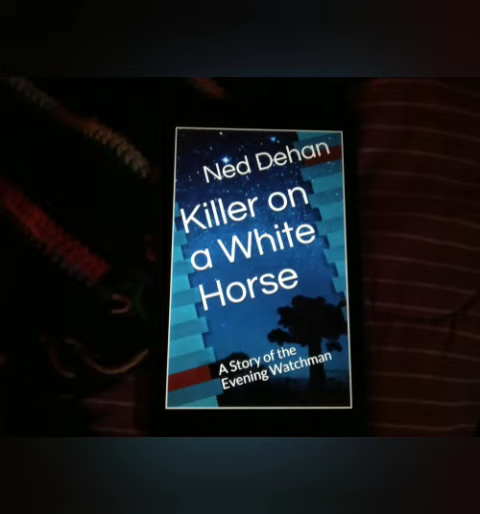 Ned Dehan
Killer on
a White
Horse
A Story of the
Evening Watchman